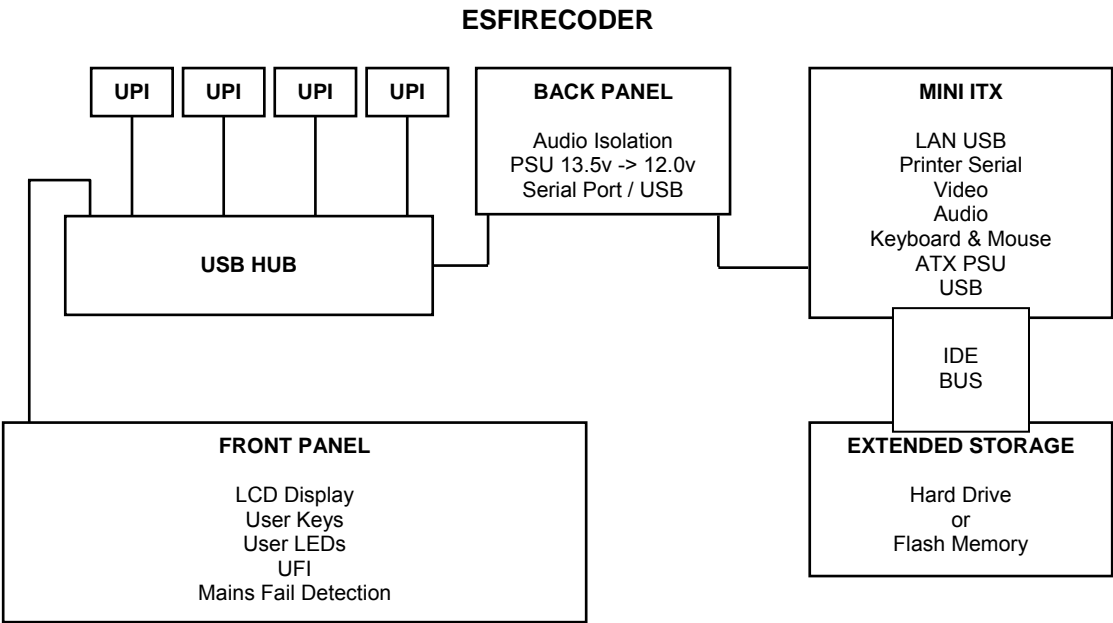 ESFIRECODER
UPI
UPI
UPI
UPI
BACK PANEL
Audio Isolation
PSU 13.5v -> 12.0v
Serial Port / USB
MINI ITX
LAN USB
Printer Serial
Video
Audio
Keyboard & Mouse
ATX PSU
USB
USB HUB
IDE
BUS
FRONT PANEL
LCD Display
User Keys
User LEDs
UFI
Mains Fail Detection
EXTENDED STORAGE
Hard Drive
or
Flash Memory